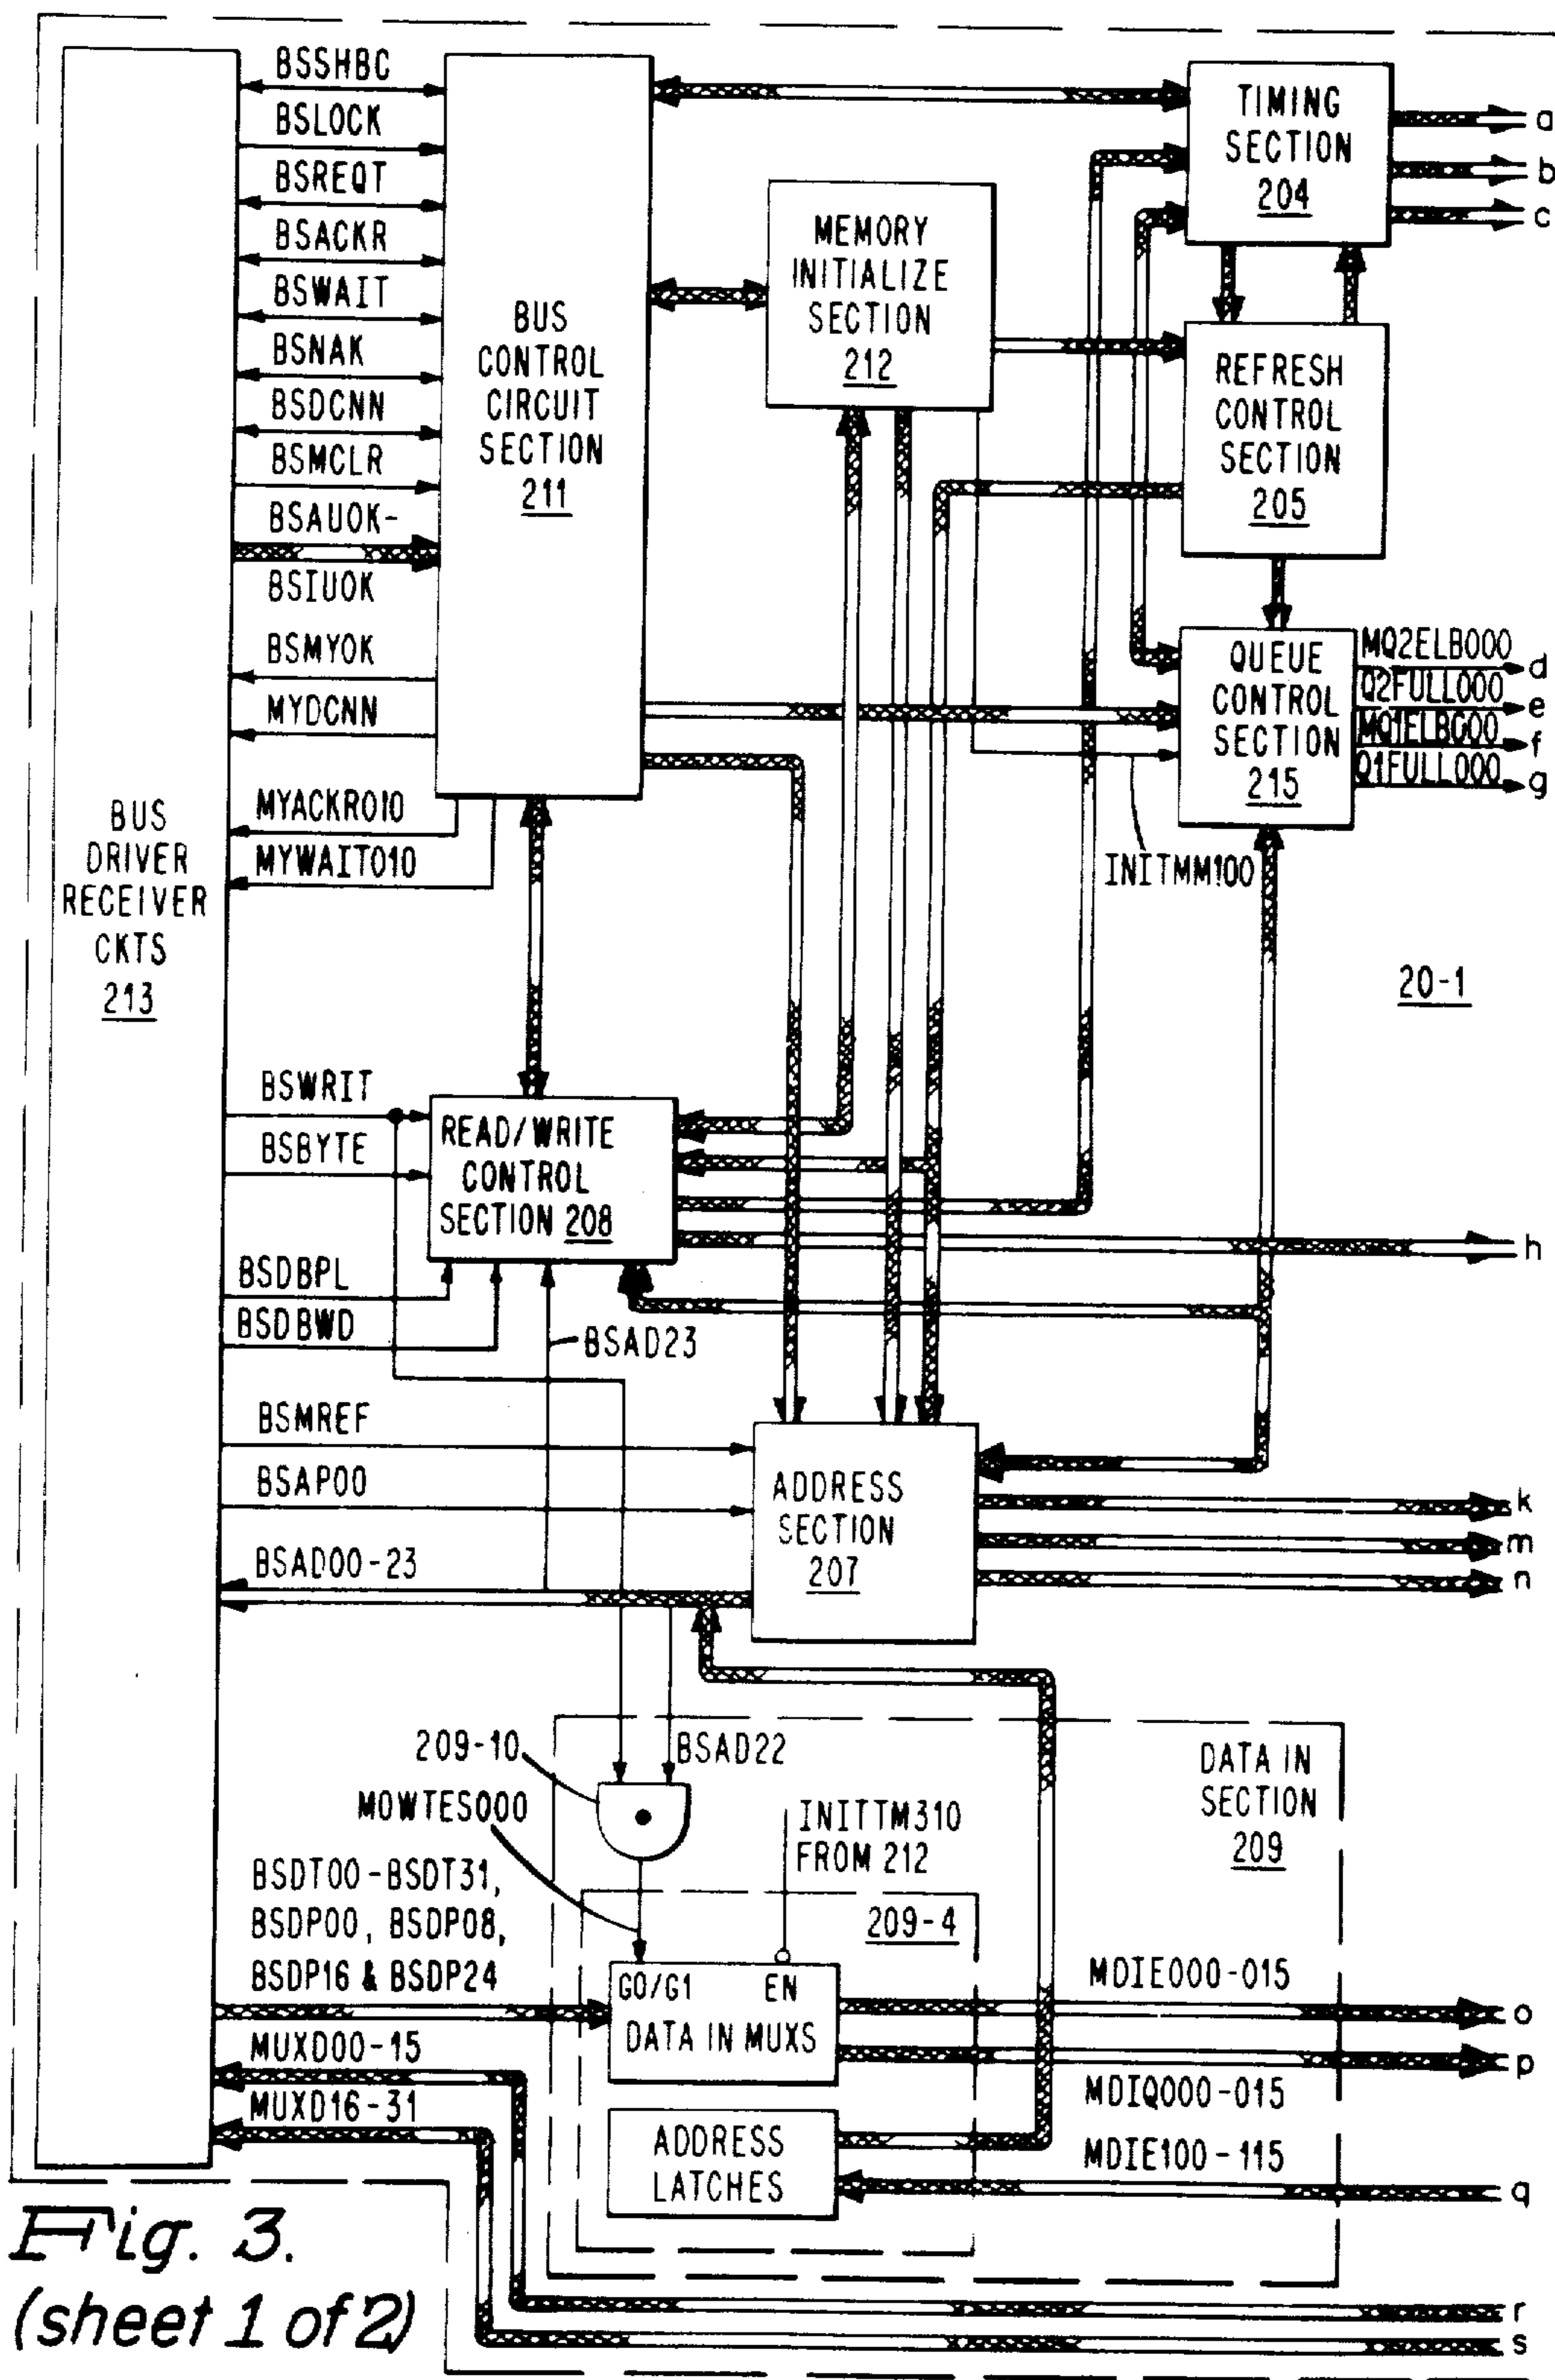 BSSHBC
BSLOCK
BSREQT
BSACKR
BSWAIT
BSNAK
BSDCNN
BSMCLR
BSAUOK-
BSIUOK
BSMYOK
MYDCNN
MYACKR010
MYWAIT010
BUS
DRIVER
RECEIVER
CKTS
213
BUS
CONTROL
CIRCUIT
SECTION
211
MEMORY
INITIALIZE
SECTION
212
TIMING
SECTION
204
a
b
c
REFRESH
CONTROL
SECTION
205
QUEUE
CONTROL
SECTION
215
MQ2ELB000
d
Q2FULL000
e
MQ1ELB000
f
Q1FULL000
g
INITMM100
20-1
BSWRIT
BSBYTE
READ/WRITE
CONTROL
SECTION 208
h
BSDBPL
BSDBWD
BSAD23
BSMREF
BSAP00
BSAD00-23
ADDRESS
SECTION
207
k
m
n
209-10
BSAD22
MOWTES000
INITTM310
FROM 212
DATA IN
SECTION
209
BSDT00-BSDT31,
BSDP00, BSDP08,
BSDP16 & BSDP24
209-4
G0/G1 EN
DATA IN MUXS
MDIE000-015
o
p
MDIQ000-015
MUXD00-15
MUXD16-31
ADDRESS
LATCHES
MDIE100-115
q
r
s
Fig. 3.
(sheet 1 of 2)